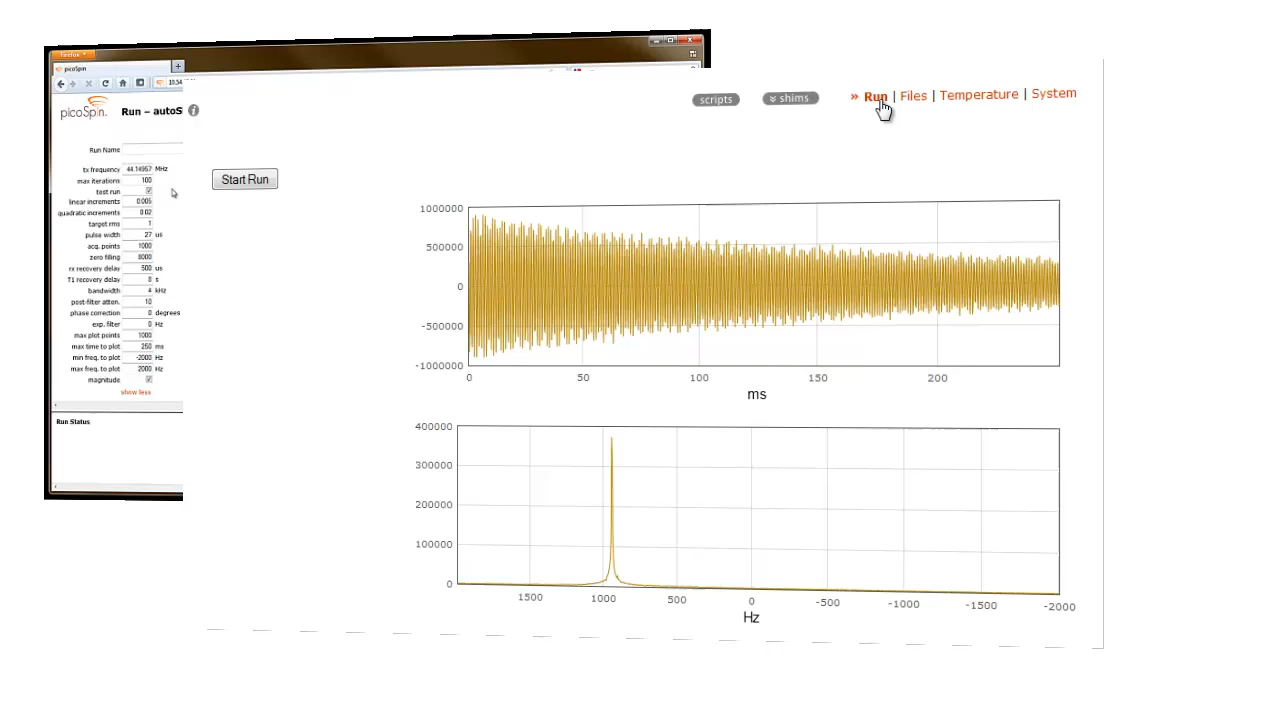 Firefox
picoSpin
+
10.54
picoSpin.
Run – autoS
i
Run Name
tx frequency 44.14957 MHz
max iterations 100
test run
linear increments 0.005
quadratic increments 0.02
target rms 1
pulse width 27 us
acq. points 1000
zero filling 8000
rx recovery delay 500 us
T1 recovery delay 8 s
bandwidth 4 kHz
post-filter atten. 10
phase correction 0 degrees
exp. filter 0 Hz
max plot points 1000
max time to plot 250 ms
min freq. to plot -2000 Hz
max freq. to plot 2000 Hz
magnitude
show less
Run Status
scripts
shims
» Run | Files | Temperature | System
Start Run
1000000
500000
0
-500000
-1000000
0 50 100 150 200
ms
400000
300000
200000
100000
0
1500 1000 500 0 -500 -1000 -1500 -2000
Hz